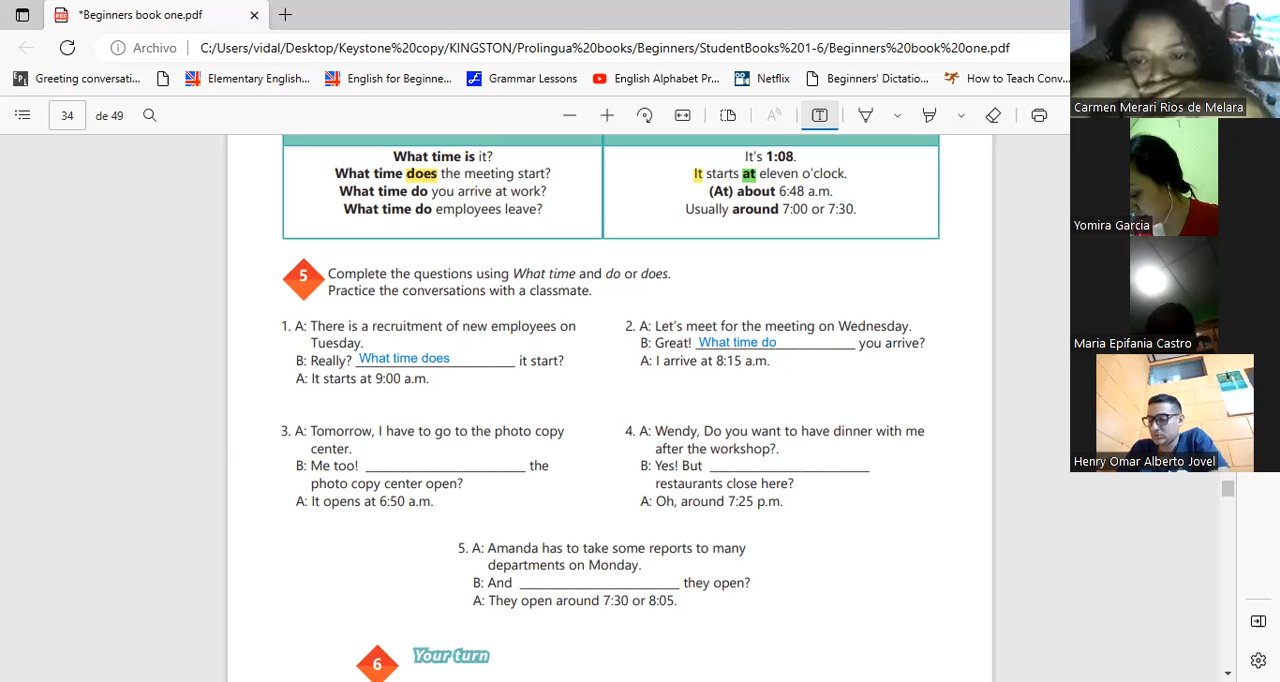 *Beginners book one.pdf
Archivo
C:/Users/vidal/Desktop/Keystone%20copy/KINGSTON/Prolingua%20books/Beginners/StudentBooks%201-6/Beginners%20book%20one.pdf
Greeting conversati...
Elementary English...
English for Beginne...
Grammar Lessons
English Alphabet Pr...
Netflix
Beginners' Dictatio...
How to Teach Conv...
34 de 49
What time is it?
What time does the meeting start?
What time do you arrive at work?
What time do employees leave?
It's 1:08.
It starts at eleven o'clock.
(At) about 6:48 a.m.
Usually around 7:00 or 7:30.
5
Complete the questions using What time and do or does.
Practice the conversations with a classmate.
1. A: There is a recruitment of new employees on
Tuesday.
B: Really? What time does it start?
A: It starts at 9:00 a.m.
2. A: Let's meet for the meeting on Wednesday.
B: Great! What time do you arrive?
A: I arrive at 8:15 a.m.
3. A: Tomorrow, I have to go to the photo copy
center.
B: Me too! ____________________ the
photo copy center open?
A: It opens at 6:50 a.m.
4. A: Wendy, Do you want to have dinner with me
after the workshop?.
B: Yes! But ____________________
restaurants close here?
A: Oh, around 7:25 p.m.
5. A: Amanda has to take some reports to many
departments on Monday.
B: And ____________________ they open?
A: They open around 7:30 or 8:05.
6
Your turn
Carmen Merari Rios de Melara
Yomira Garcia
Maria Epifania Castro
Henry Omar Alberto Jovel